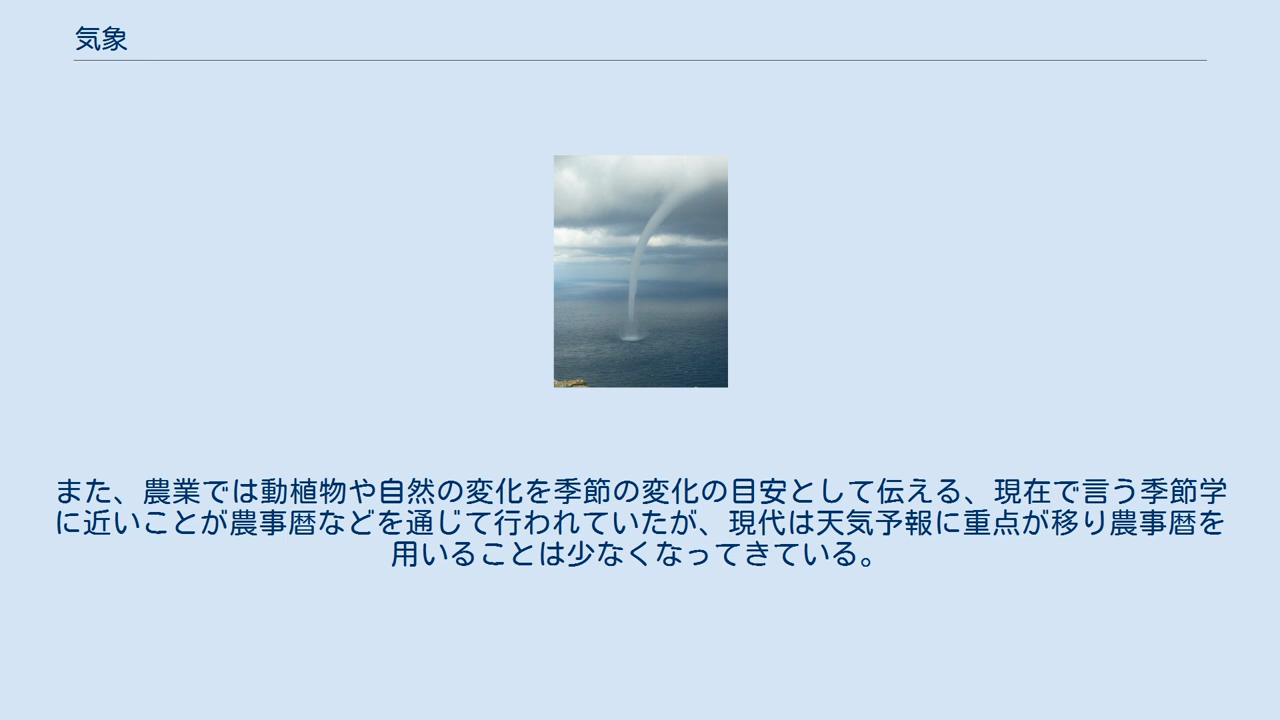 気象
また、農業では動植物や自然の変化を季節の変化の目安として伝える、現在で言う季節学
に近いことが農事暦などを通じて行われていたが、現代は天気予報に重点が移り農事暦を
用いることは少なくなってきている。